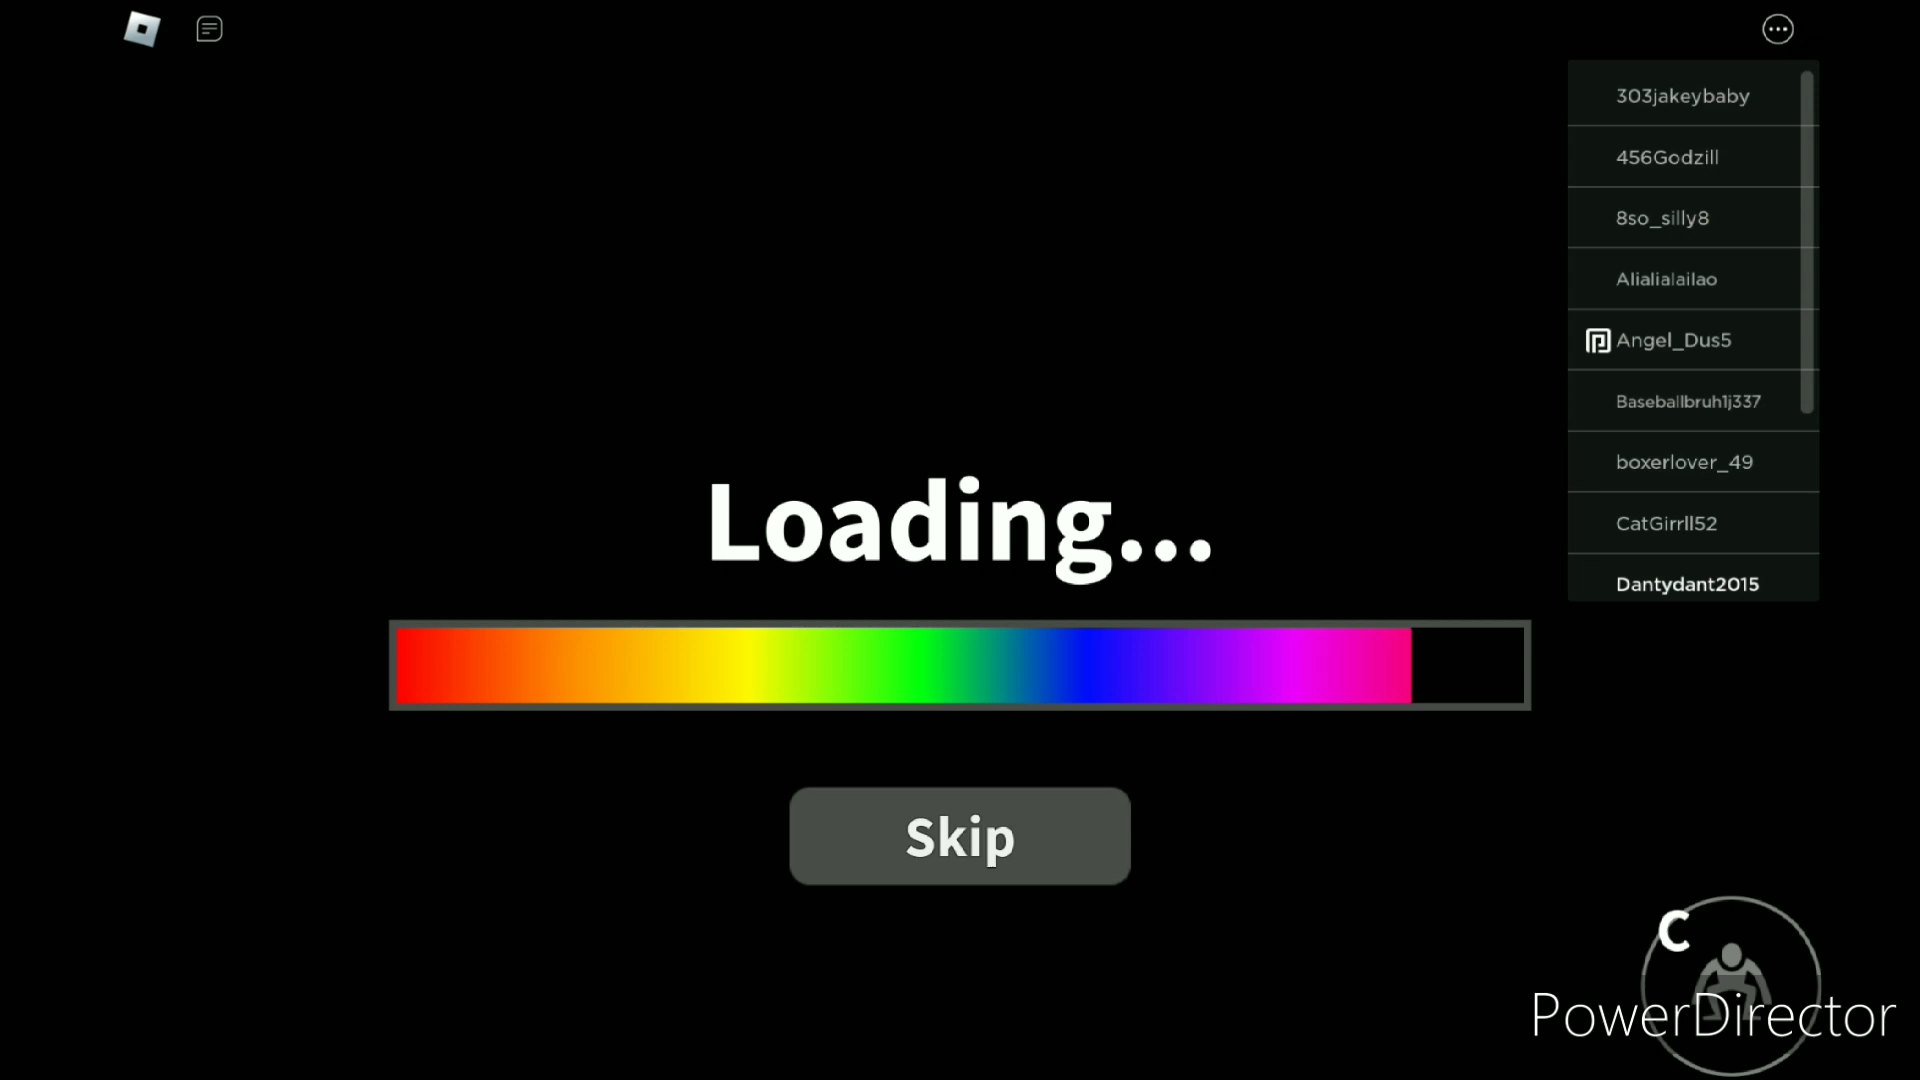 303jakeybaby
456Godzill
8so_silly8
Alialialailao
Angel_Dus5
Baseballbruh1j337
boxerlover_49
CatGirrll52
Dantydant2015
Loading...
Skip
C
PowerDirector